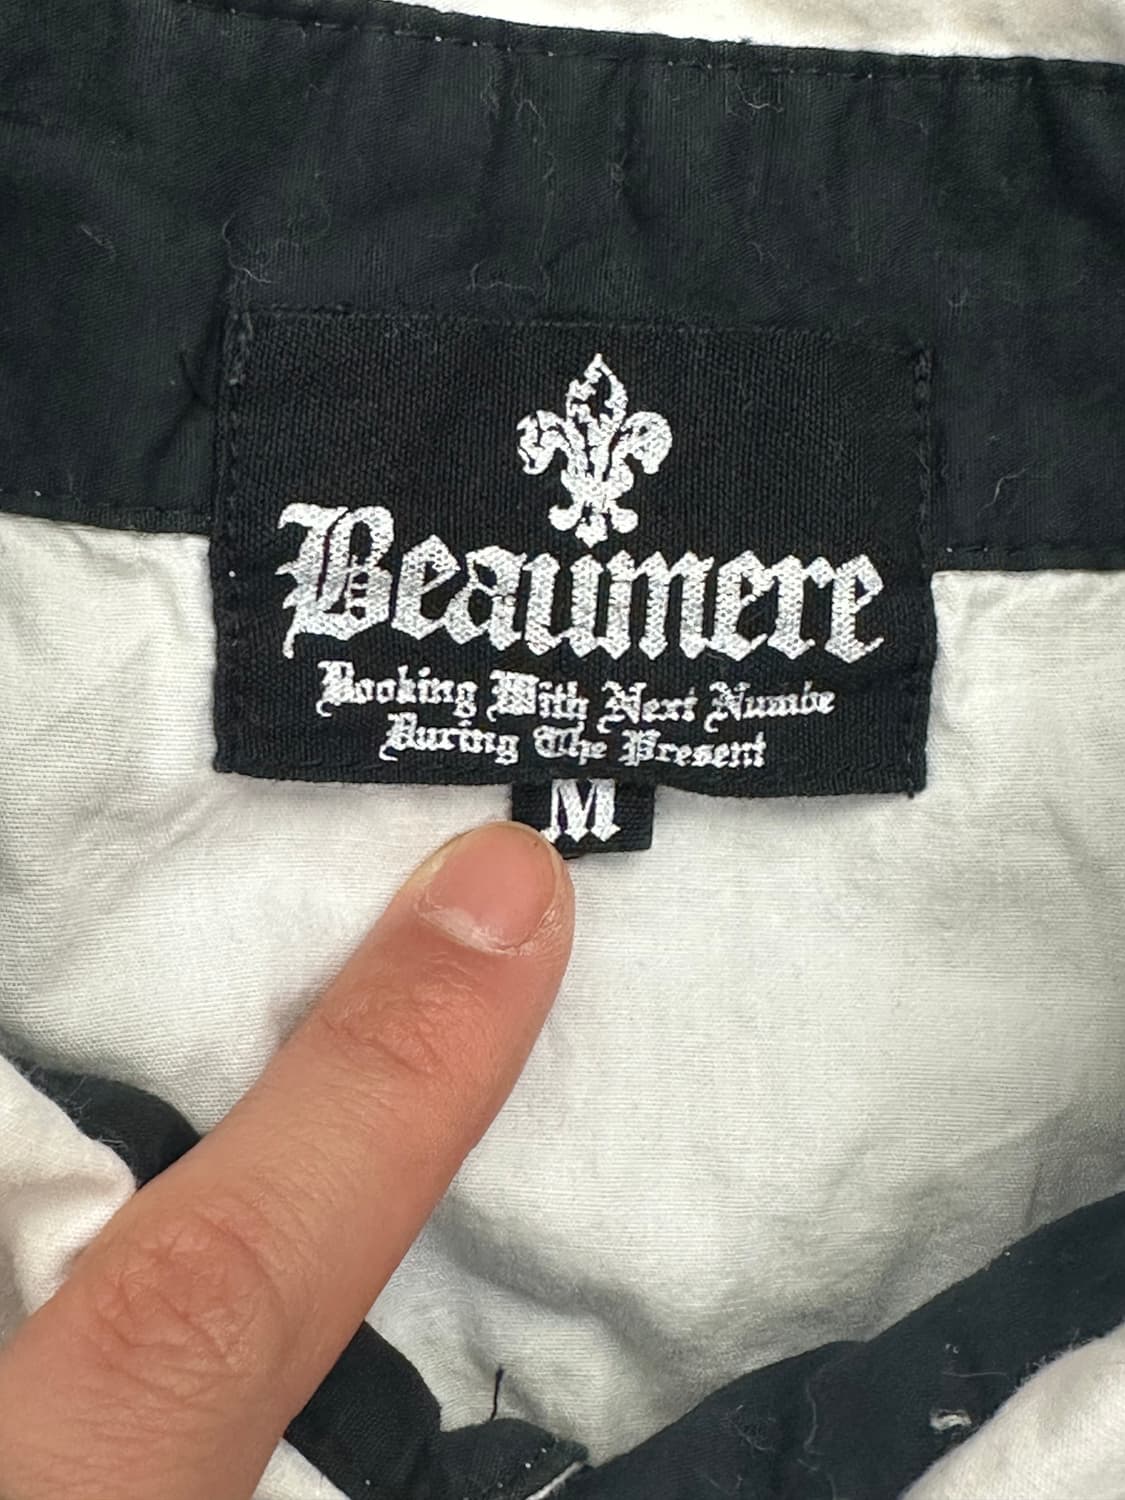 Beaumere
Booking With Next Numbe
During The Present
M